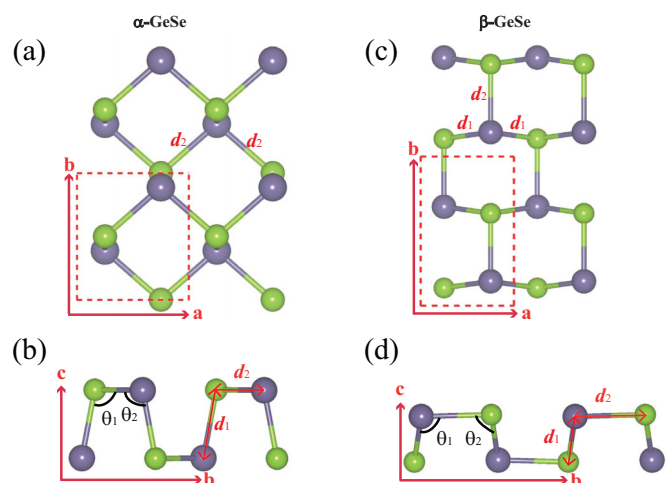 α-GeSe
β-GeSe
(a)
(c)
d2
d2
b
a
d2
d1
d1
b
a
(b)
(d)
c
θ1
θ2
d2
d1
b
c
θ1
θ2
d2
d1
b